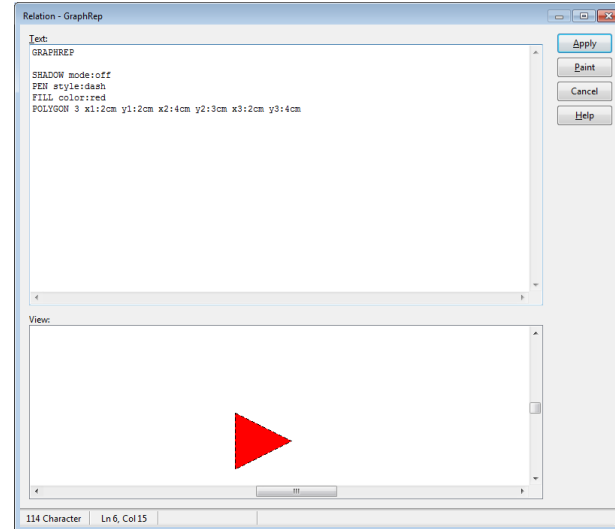 Relation - GraphRep
Text:
GRAPHREP
SHADOW mode:off
PEN style:dash
FILL color:red
POLYGON 3 x1:2cm y1:2cm x2:4cm y2:3cm x3:2cm y3:4cm
Apply
Paint
Cancel
Help
View:
114 Character
Ln 6, Col 15